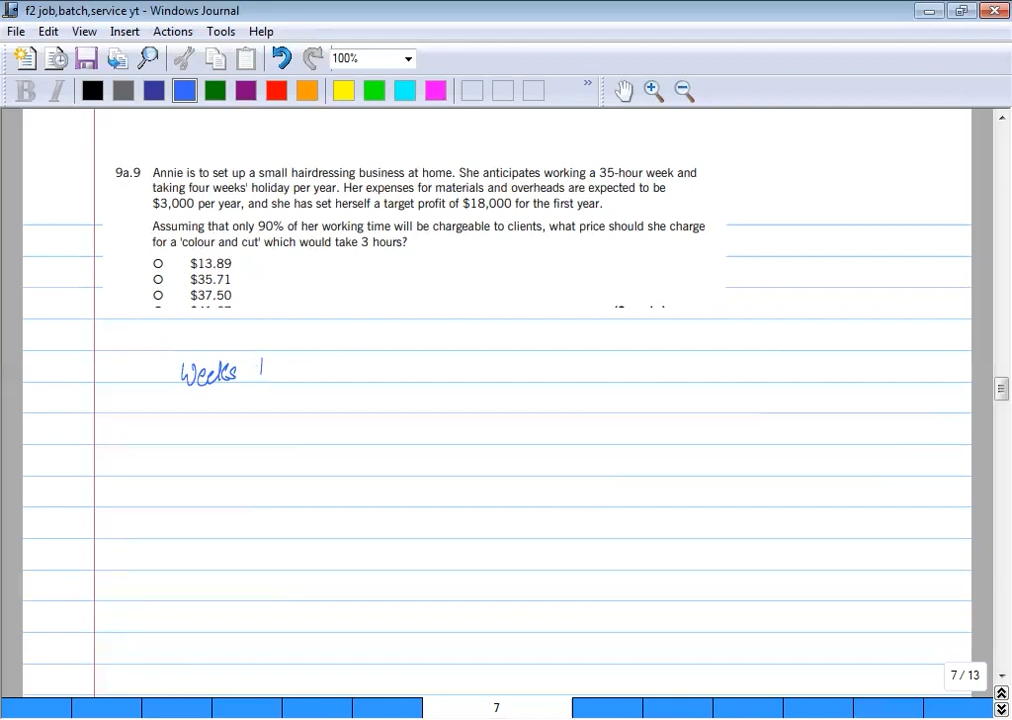 f2 job,batch,service yt - Windows Journal
File Edit View Insert Actions Tools Help
100%
B I
9a.9 Annie is to set up a small hairdressing business at home. She anticipates working a 35-hour week and
taking four weeks' holiday per year. Her expenses for materials and overheads are expected to be
$3,000 per year, and she has set herself a target profit of $18,000 for the first year.
Assuming that only 90% of her working time will be chargeable to clients, what price should she charge
for a 'colour and cut' which would take 3 hours?
O $13.89
O $35.71
O $37.50
Weeks
7 / 13
7